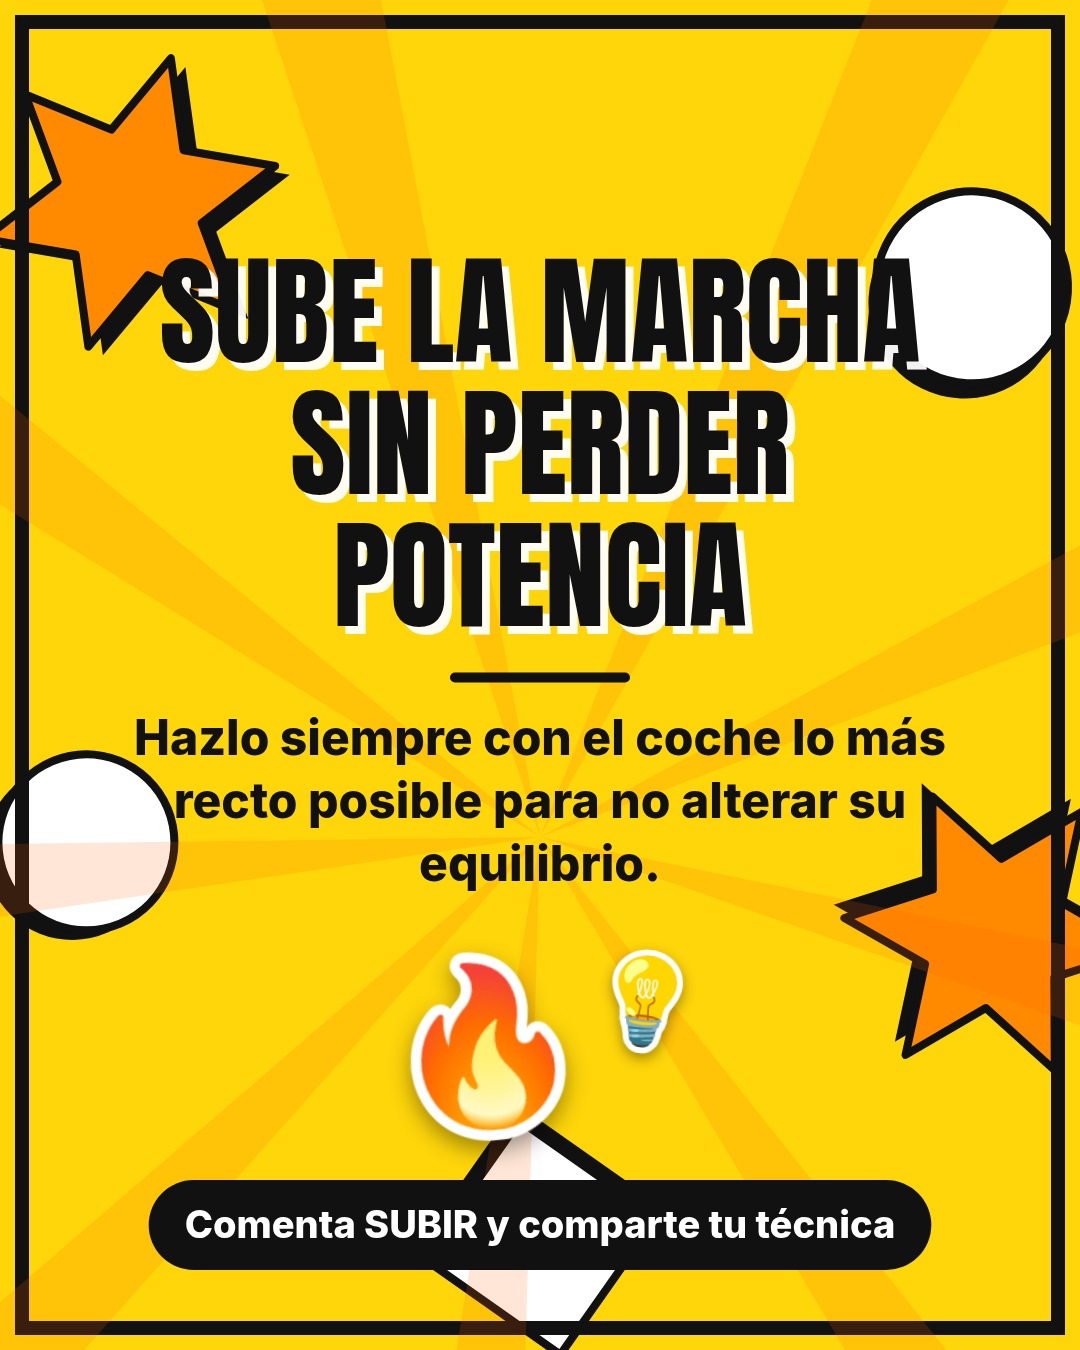 SUBE LA MARCHA
SIN PERDER
POTENCIA
Hazlo siempre con el coche lo más
recto posible para no alterar su
equilibrio.
Comenta SUBIR y comparte tu técnica